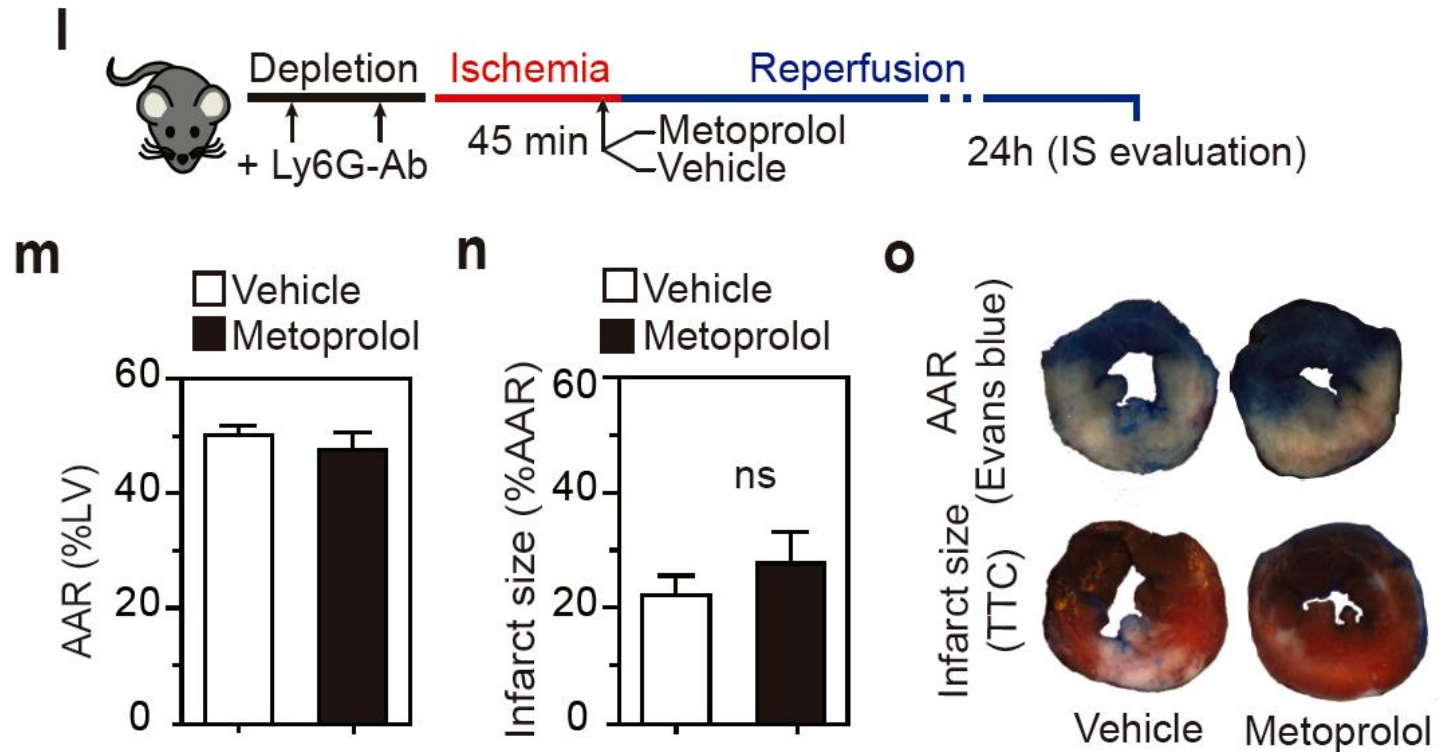 l
Depletion Ischemia Reperfusion
+ Ly6G-Ab
45 min
Metoprolol
Vehicle
24h (IS evaluation)
m
Vehicle
Metoprolol
AAR (%LV)
60
40
20
0
n
Vehicle
Metoprolol
Infarct size (%AAR)
60
40
20
0
ns
o
AAR
(Evans blue)
Infarct size
(TTC)
Vehicle Metoprolol